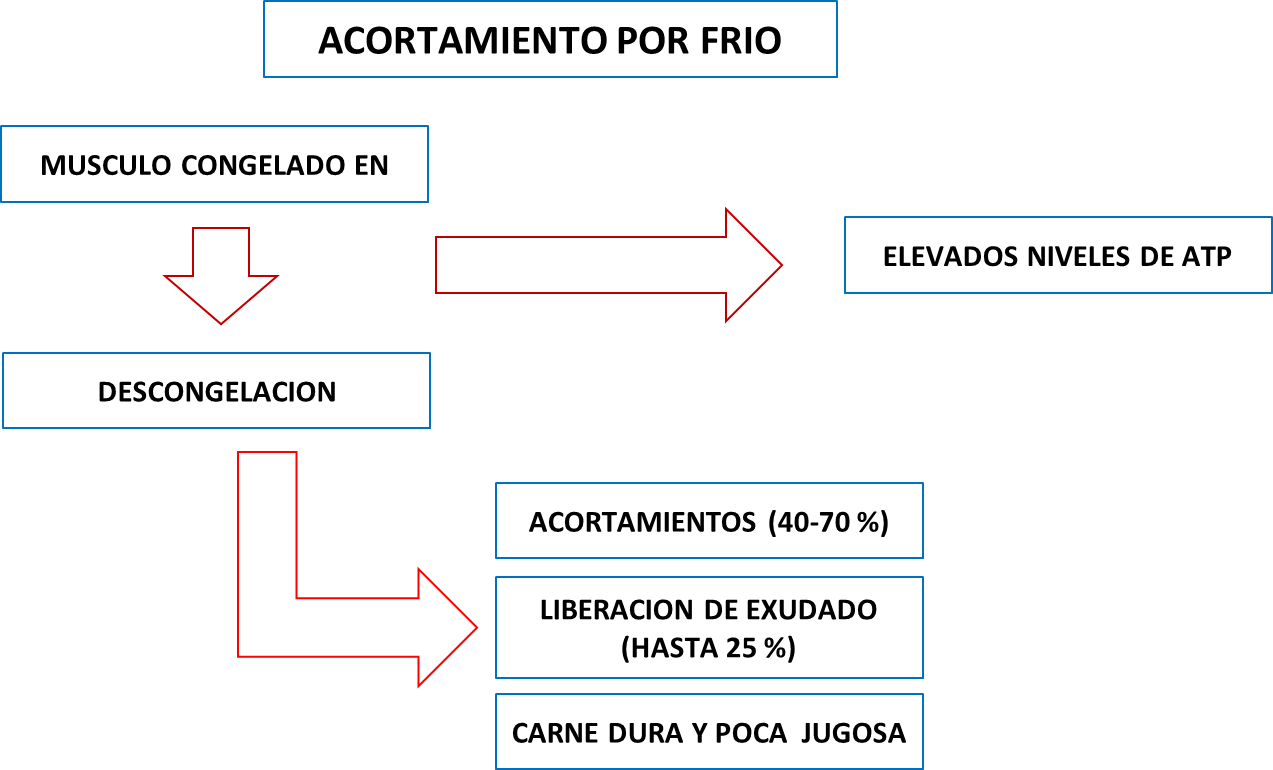 ACORTAMIENTO POR FRIO
MUSCULO CONGELADO EN
ELEVADOS NIVELES DE ATP
DESCONGELACION
ACORTAMIENTOS (40-70 %)
LIBERACION DE EXUDADO
(HASTA 25 %)
CARNE DURA Y POCA JUGOSA